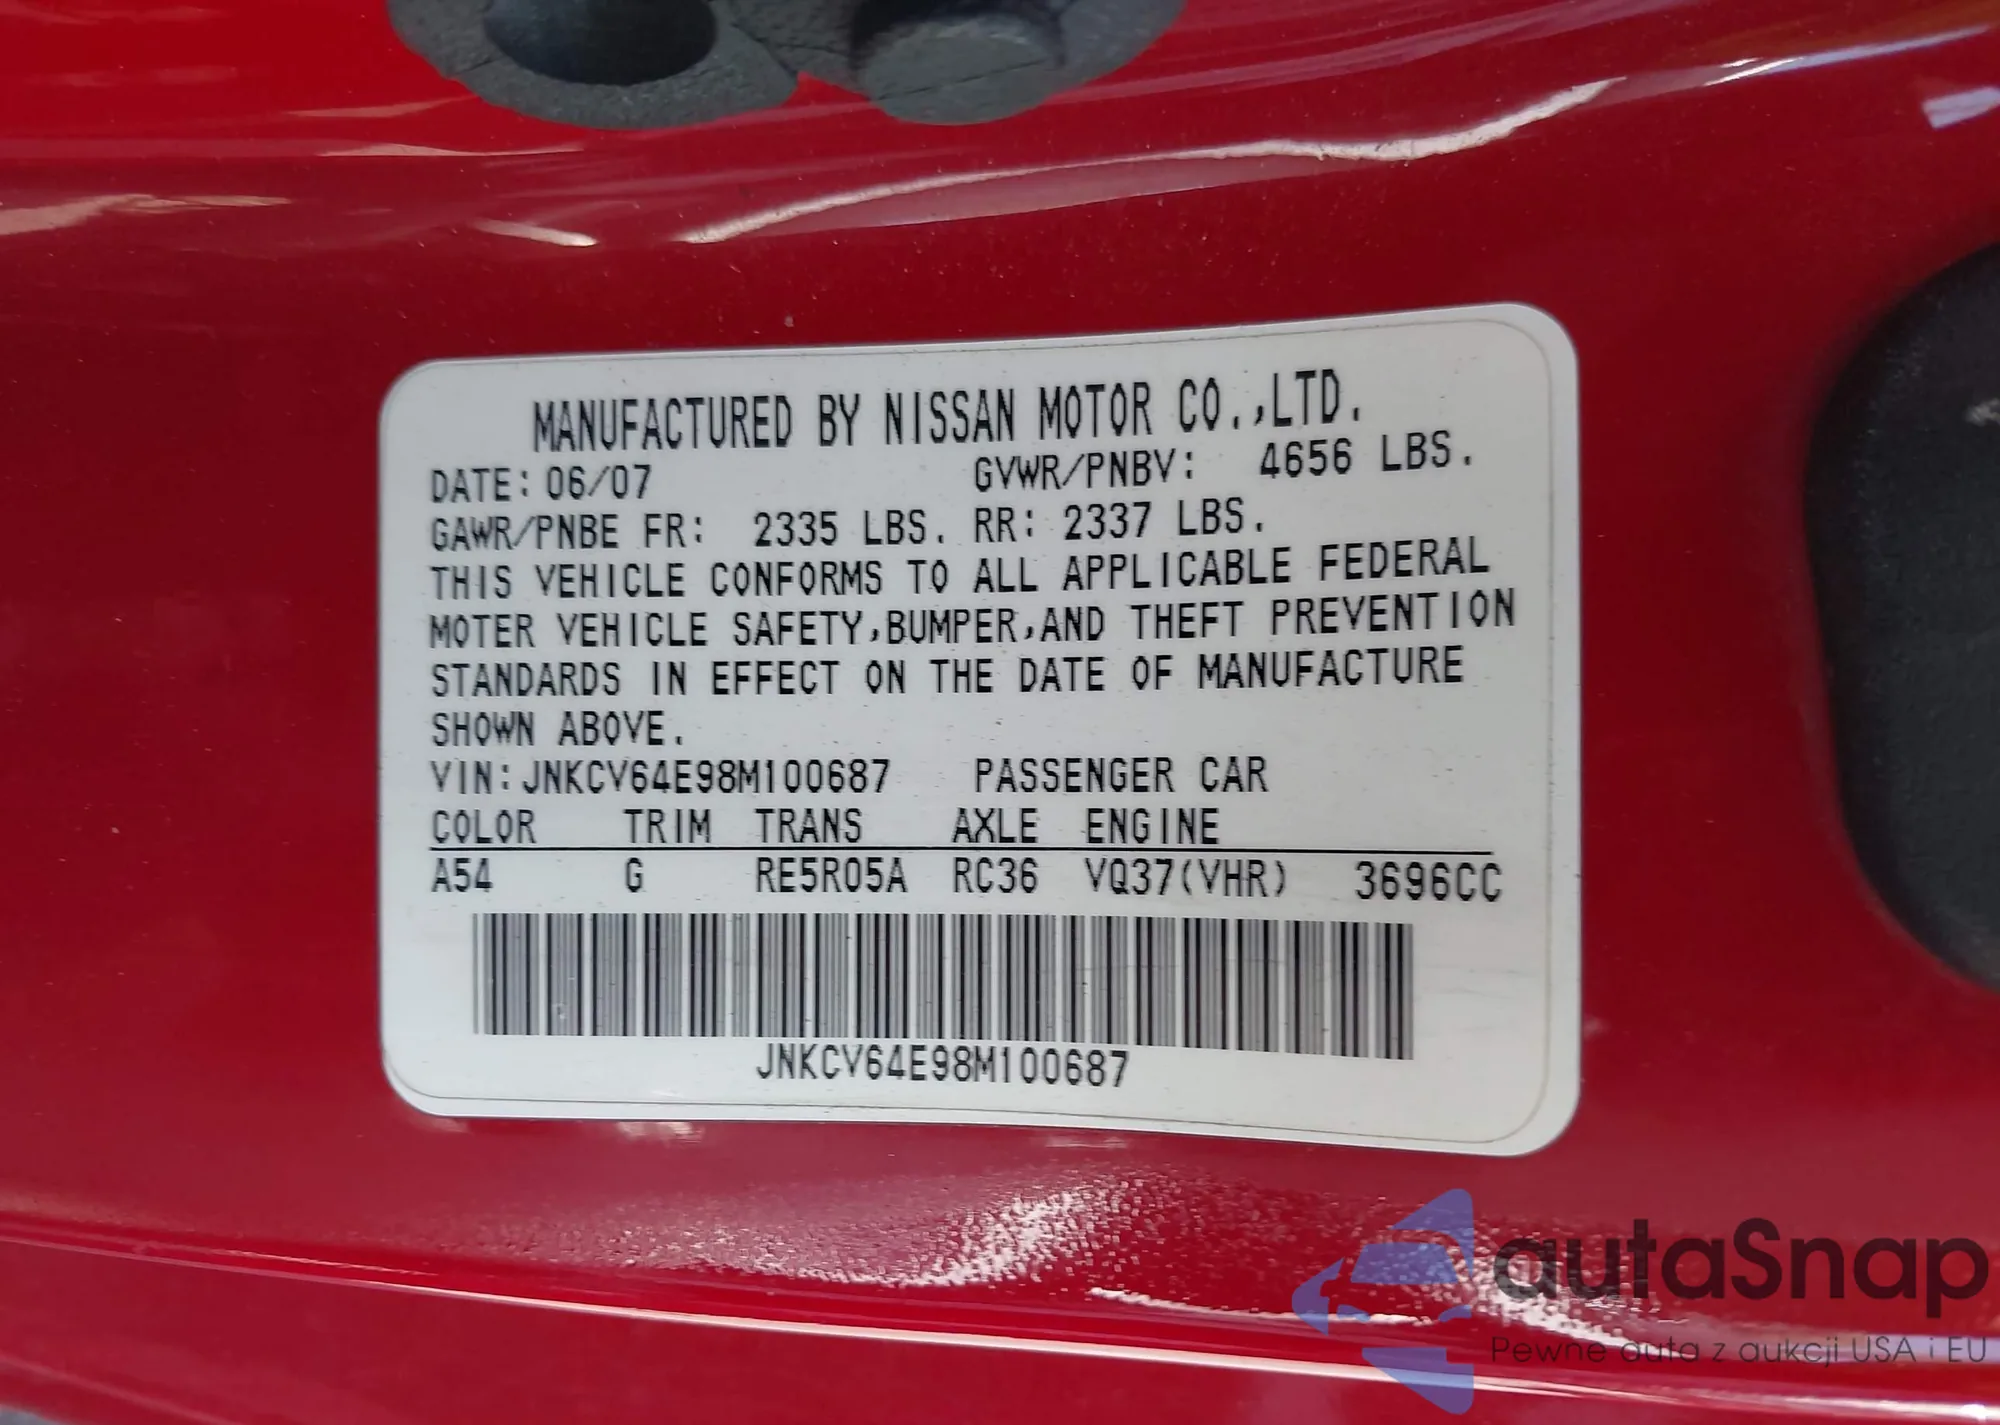 MANUFACTURED BY NISSAN MOTOR CO.,LTD.
DATE: 06/07 GVWR/PNBV: 4656 LBS.
GAWR/PNBE FR: 2335 LBS. RR: 2337 LBS.
THIS VEHICLE CONFORMS TO ALL APPLICABLE FEDERAL
MOTER VEHICLE SAFETY,BUMPER,AND THEFT PREVENTION
STANDARDS IN EFFECT ON THE DATE OF MANUFACTURE
SHOWN ABOVE.
VIN:JNKCV64E98M100687 PASSENGER CAR
COLOR TRIM TRANS AXLE ENGINE
A54 G RE5R05A RC36 VQ37(VHR) 3696CC
JNKCV64E98M100687
autaSnap
Pewne auta z aukcji USA i EU